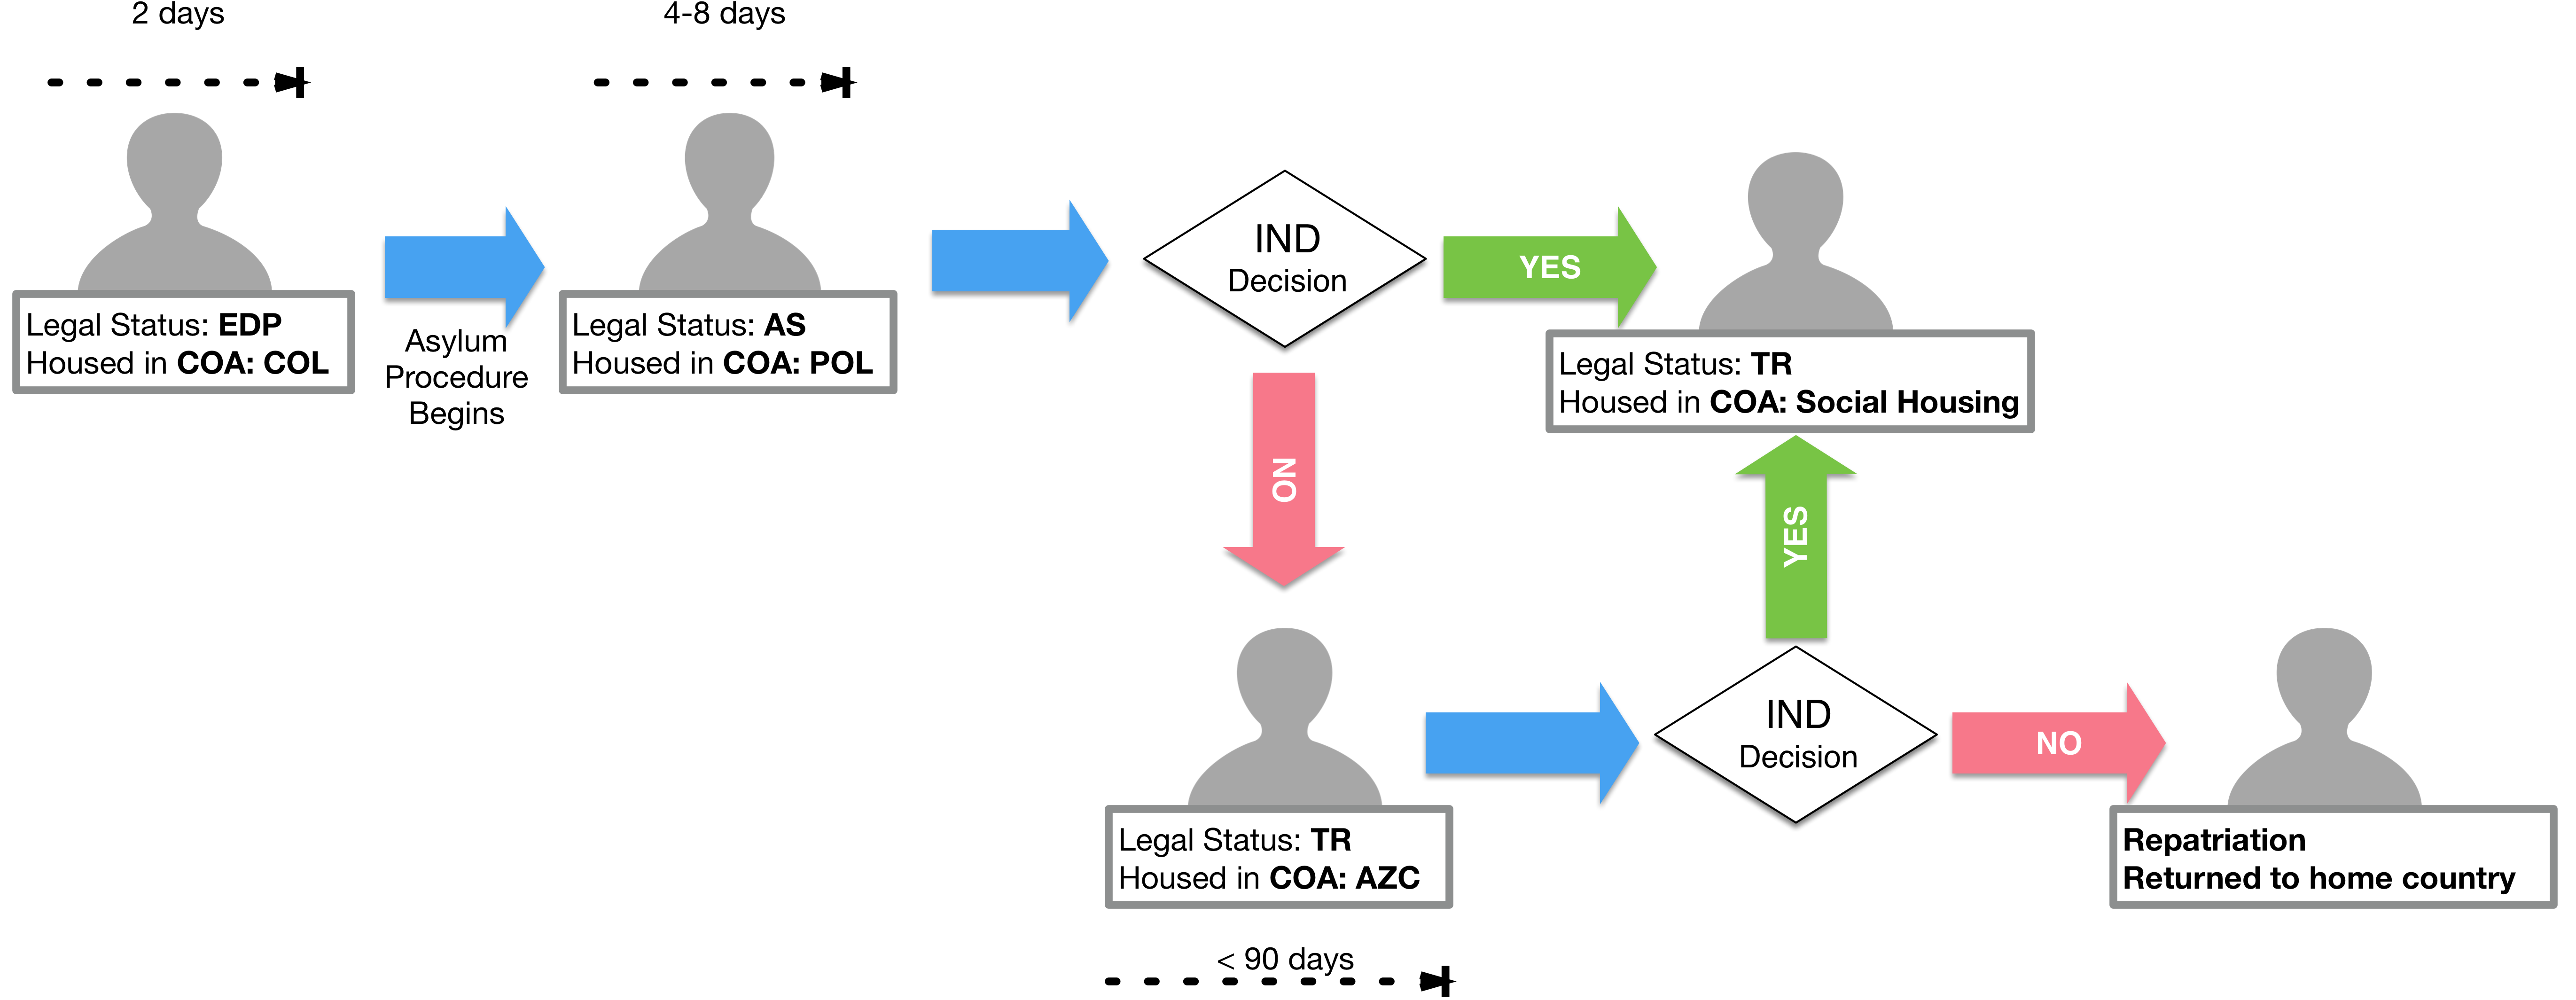 2 days
4-8 days
Legal Status: EDP
Housed in COA: COL
Asylum
Procedure
Begins
Legal Status: AS
Housed in COA: POL
IND
Decision
YES
Legal Status: TR
Housed in COA: Social Housing
NO
YES
Legal Status: TR
Housed in COA: AZC
< 90 days
IND
Decision
NO
Repatriation
Returned to home country